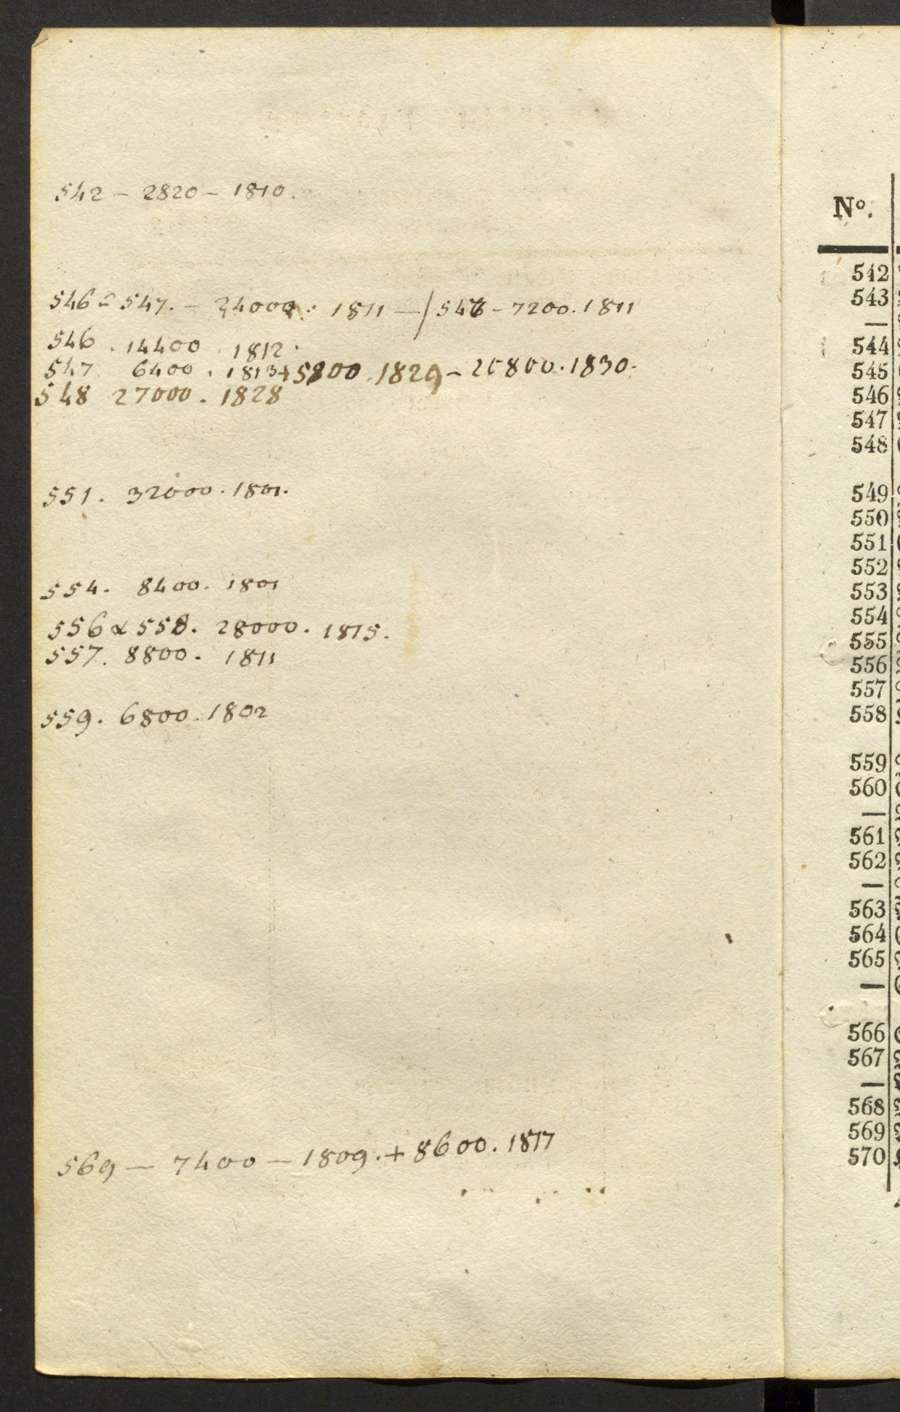 542 – 2820 – 1810.
546 & 547. – 24000. 1811 — / 547 – 7200. 1811
546 . 14400 . 1812.
547 6400 . 1813 + 5800 . 1829 – 20800. 1830.
548 27000 . 1828
551. 32000. 1801.
554. 8400. 1801
556 & 558. 28000. 1815.
557. 8800. 1811
559. 6800. 1802
569 — 7400 — 1809. + 8600. 1817
Nº.
542
543
—
544
545
546
547
548
549
550
551
552
553
554
555
556
557
558
559
560
—
561
562
—
563
564
565
—
566
567
—
568
569
570